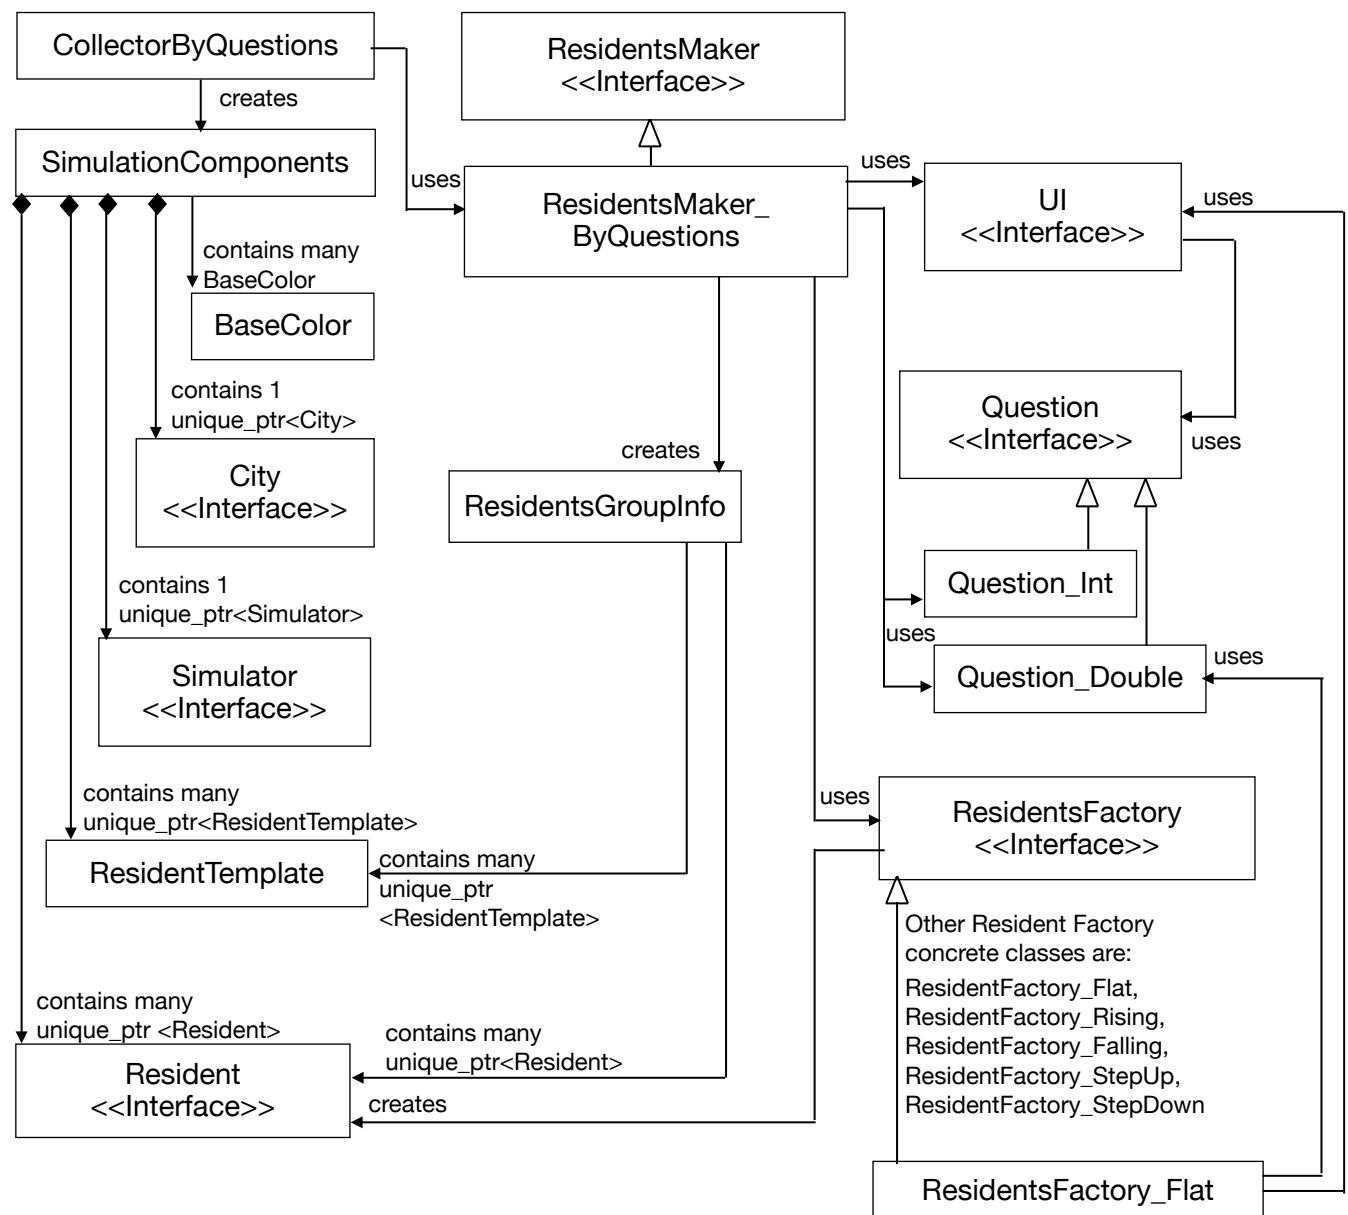 CollectorByQuestions
creates
SimulationComponents
ResidentsMaker
<<Interface>>
uses
ResidentsMaker_
ByQuestions
uses
UI
<<Interface>>
uses
contains many
BaseColor
BaseColor
contains 1
unique_ptr<City>
City
<<Interface>>
creates
ResidentsGroupInfo
Question
<<Interface>>
uses
Question_Int
uses
Question_Double
uses
contains 1
unique_ptr<Simulator>
Simulator
<<Interface>>
contains many
unique_ptr<ResidentTemplate>
ResidentTemplate
contains many
unique_ptr
<ResidentTemplate>
uses
ResidentsFactory
<<Interface>>
Other Resident Factory
concrete classes are:
ResidentFactory_Flat,
ResidentFactory_Rising,
ResidentFactory_Falling,
ResidentFactory_StepUp,
ResidentFactory_StepDown
contains many
unique_ptr <Resident>
Resident
<<Interface>>
contains many
unique_ptr<Resident>
creates
ResidentsFactory_Flat